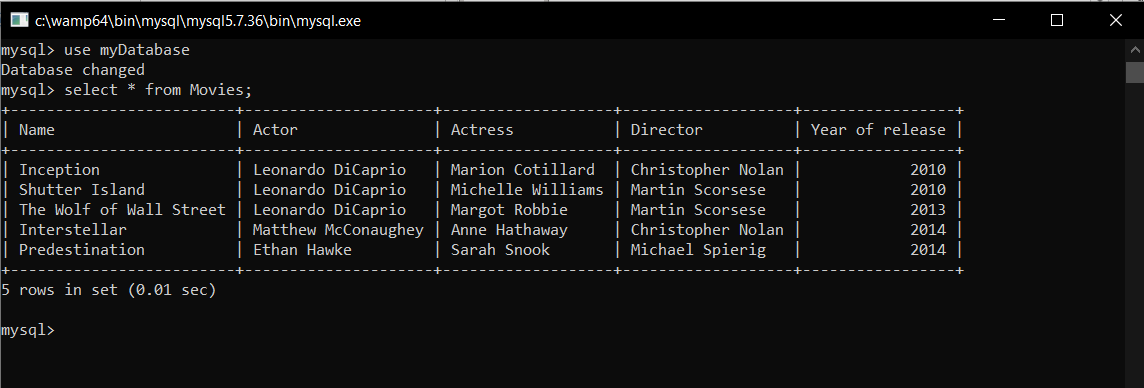 c:\wamp64\bin\mysql\mysql5.7.36\bin\mysql.exe
mysql> use myDatabase
Database changed
mysql> select * from Movies;
+-------------------------+---------------------+-------------------+-------------------+-----------------+
| Name                    | Actor               | Actress           | Director          | Year of release |
+-------------------------+---------------------+-------------------+-------------------+-----------------+
| Inception               | Leonardo DiCaprio   | Marion Cotillard  | Christopher Nolan |            2010 |
| Shutter Island          | Leonardo DiCaprio   | Michelle Williams | Martin Scorsese   |            2010 |
| The Wolf of Wall Street | Leonardo DiCaprio   | Margot Robbie     | Martin Scorsese   |            2013 |
| Interstellar            | Matthew McConaughey | Anne Hathaway     | Christopher Nolan |            2014 |
| Predestination          | Ethan Hawke         | Sarah Snook       | Michael Spierig   |            2014 |
+-------------------------+---------------------+-------------------+-------------------+-----------------+
5 rows in set (0.01 sec)
mysql>